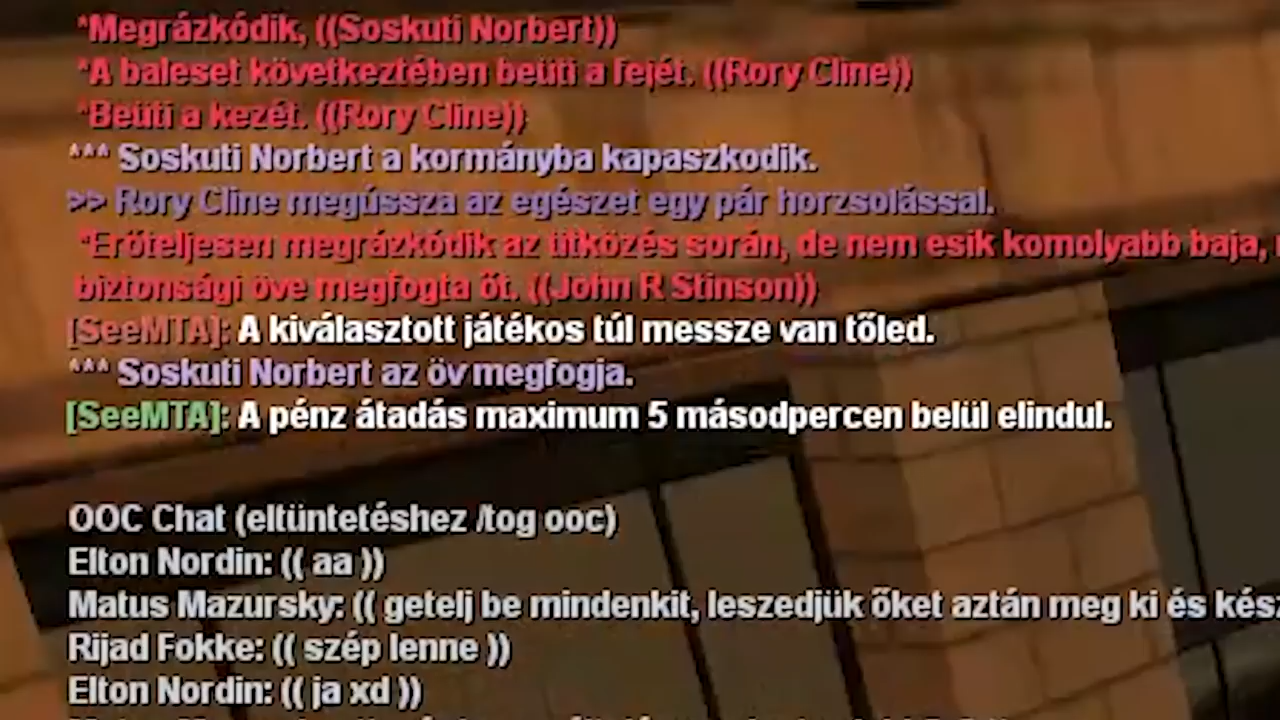 *Megrázkódik, ((Soskuti Norbert))
*A baleset következtében beüti a fejét. ((Rory Cline))
*Beüti a kezét. ((Rory Cline))
*** Soskuti Norbert a kormányba kapaszkodik.
>> Rory Cline megússza az egészet egy pár horzsolással.
*Erőteljesen megrázkódik az ütközés során, de nem esik komolyabb baja,
biztonsági öve megfogta őt. ((John R Stinson))
[SeeMTA]: A kiválasztott játékos túl messze van tőled.
*** Soskuti Norbert az öv megfogja.
[SeeMTA]: A pénz átadás maximum 5 másodpercen belül elindul.
OOC Chat (eltüntetéshez /tog ooc)
Elton Nordin: (( aa ))
Matus Mazursky: (( getelj be mindenkit, leszedjük őket aztán meg ki és
Rijad Fokke: (( szép lenne ))
Elton Nordin: (( ja xd ))